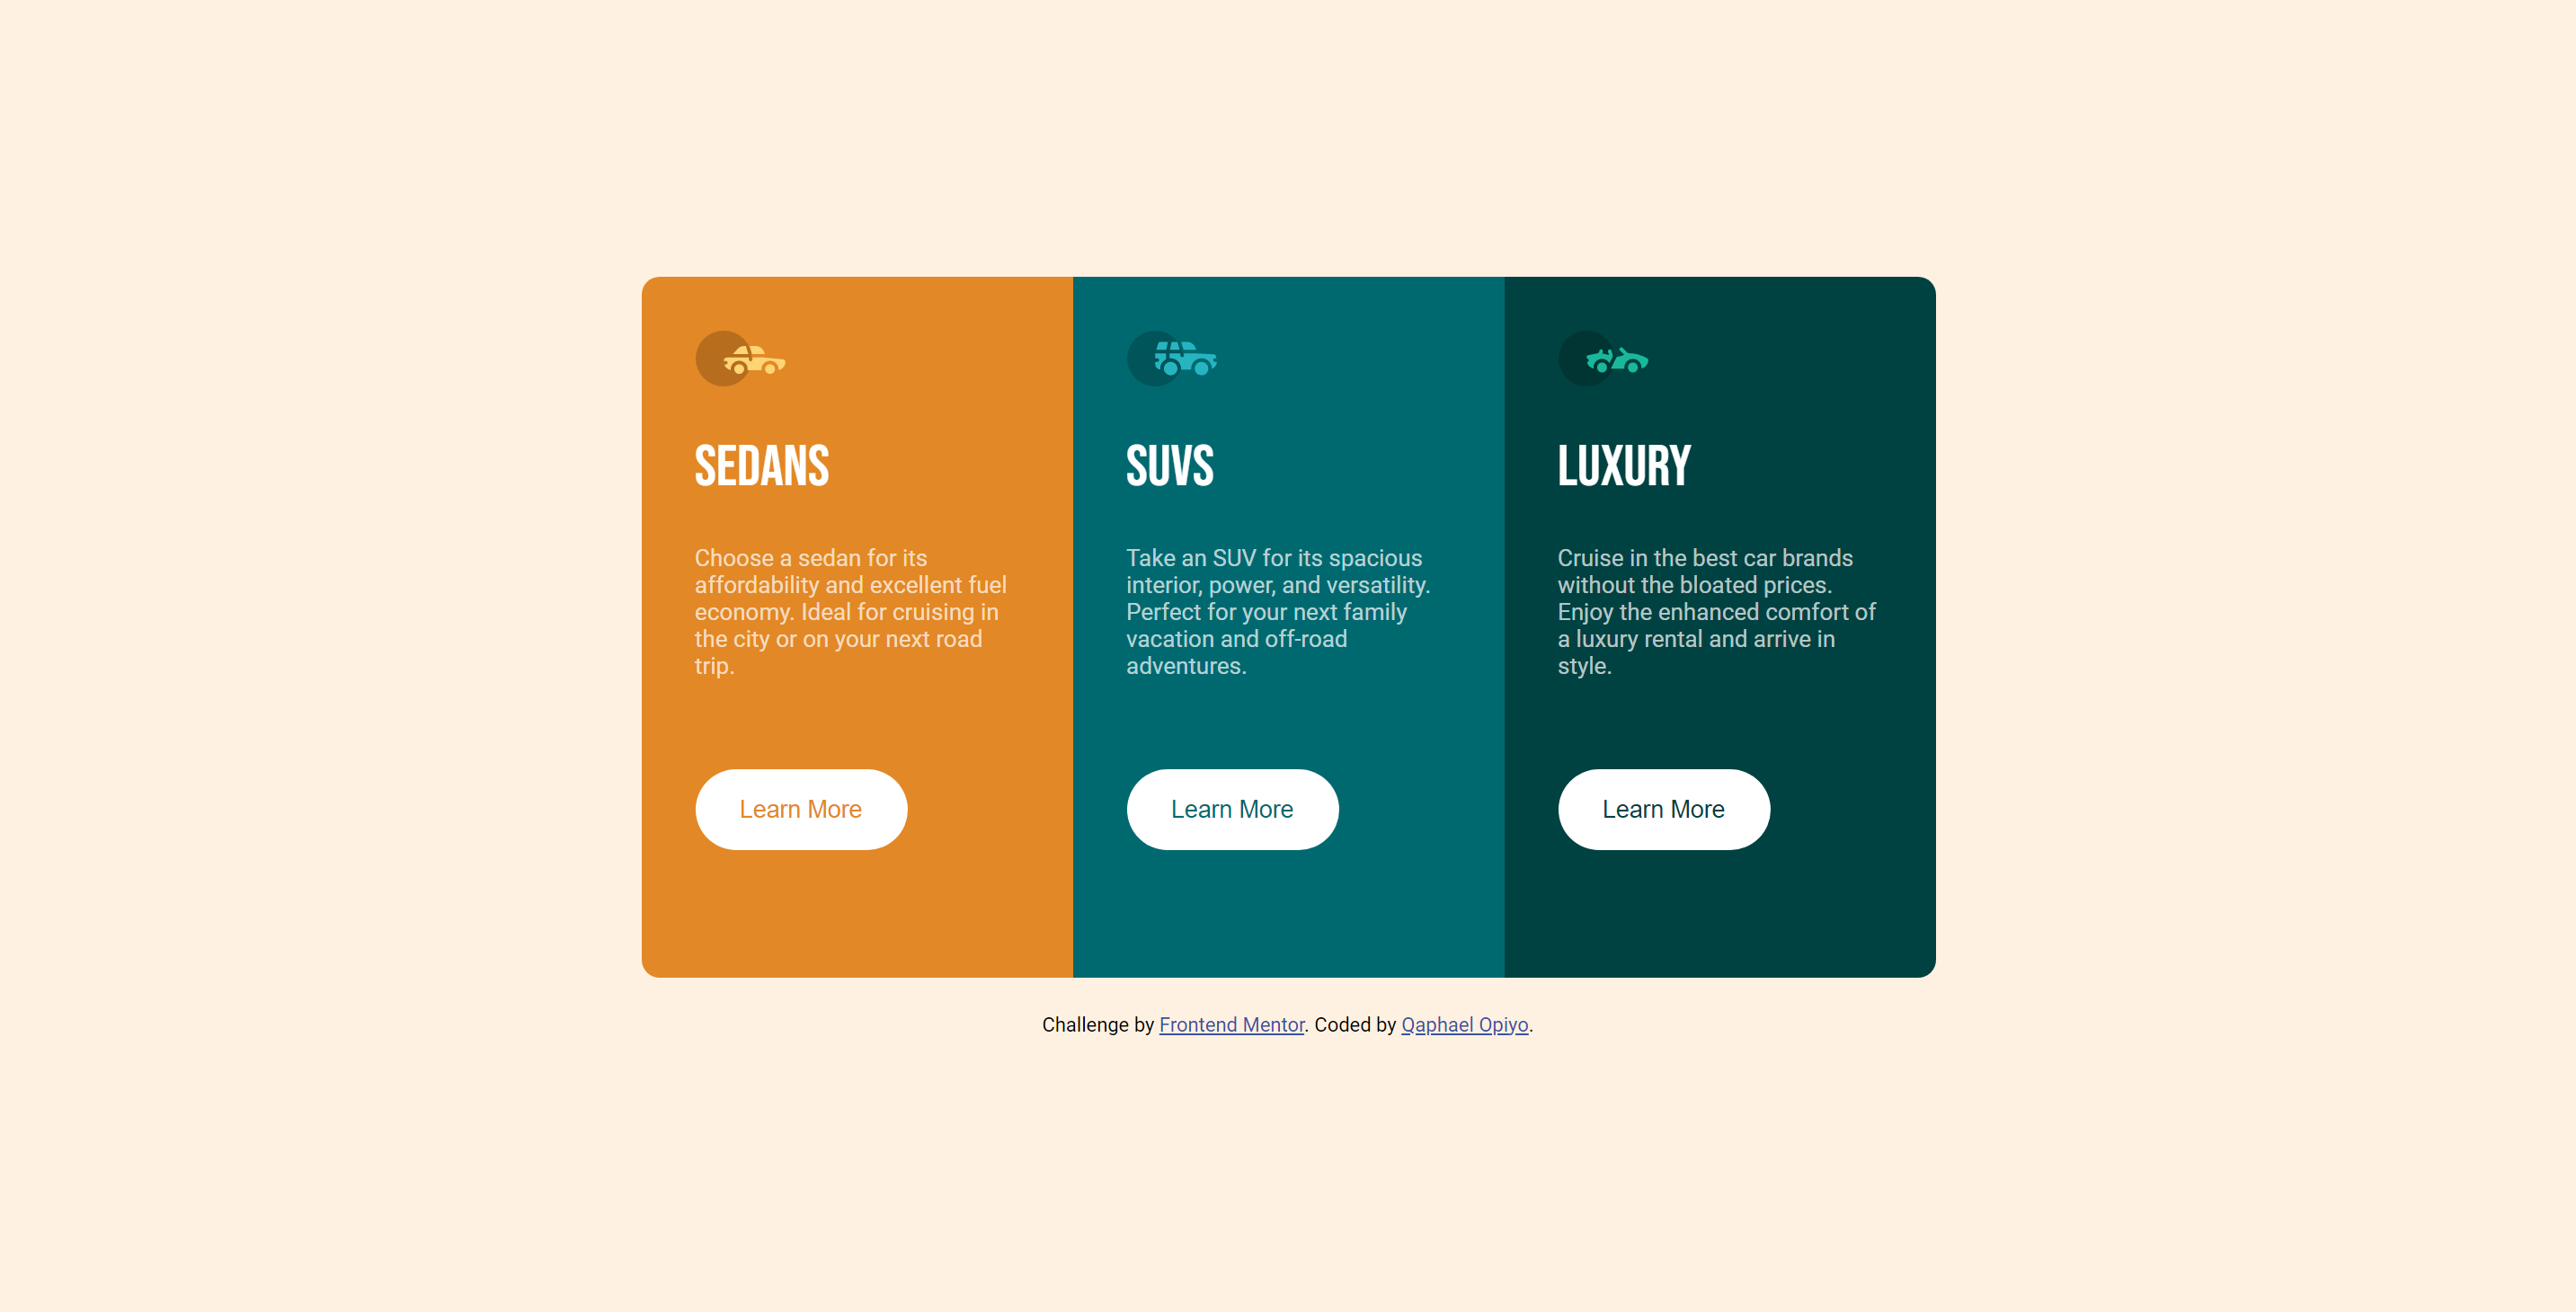 SEDANS
Choose a sedan for its
affordability and excellent fuel
economy. Ideal for cruising in
the city or on your next road
trip.
Learn More
SUVS
Take an SUV for its spacious
interior, power, and versatility.
Perfect for your next family
vacation and off-road
adventures.
Learn More
LUXURY
Cruise in the best car brands
without the bloated prices.
Enjoy the enhanced comfort of
a luxury rental and arrive in
style.
Learn More
Challenge by Frontend Mentor. Coded by Qaphael Opiyo.